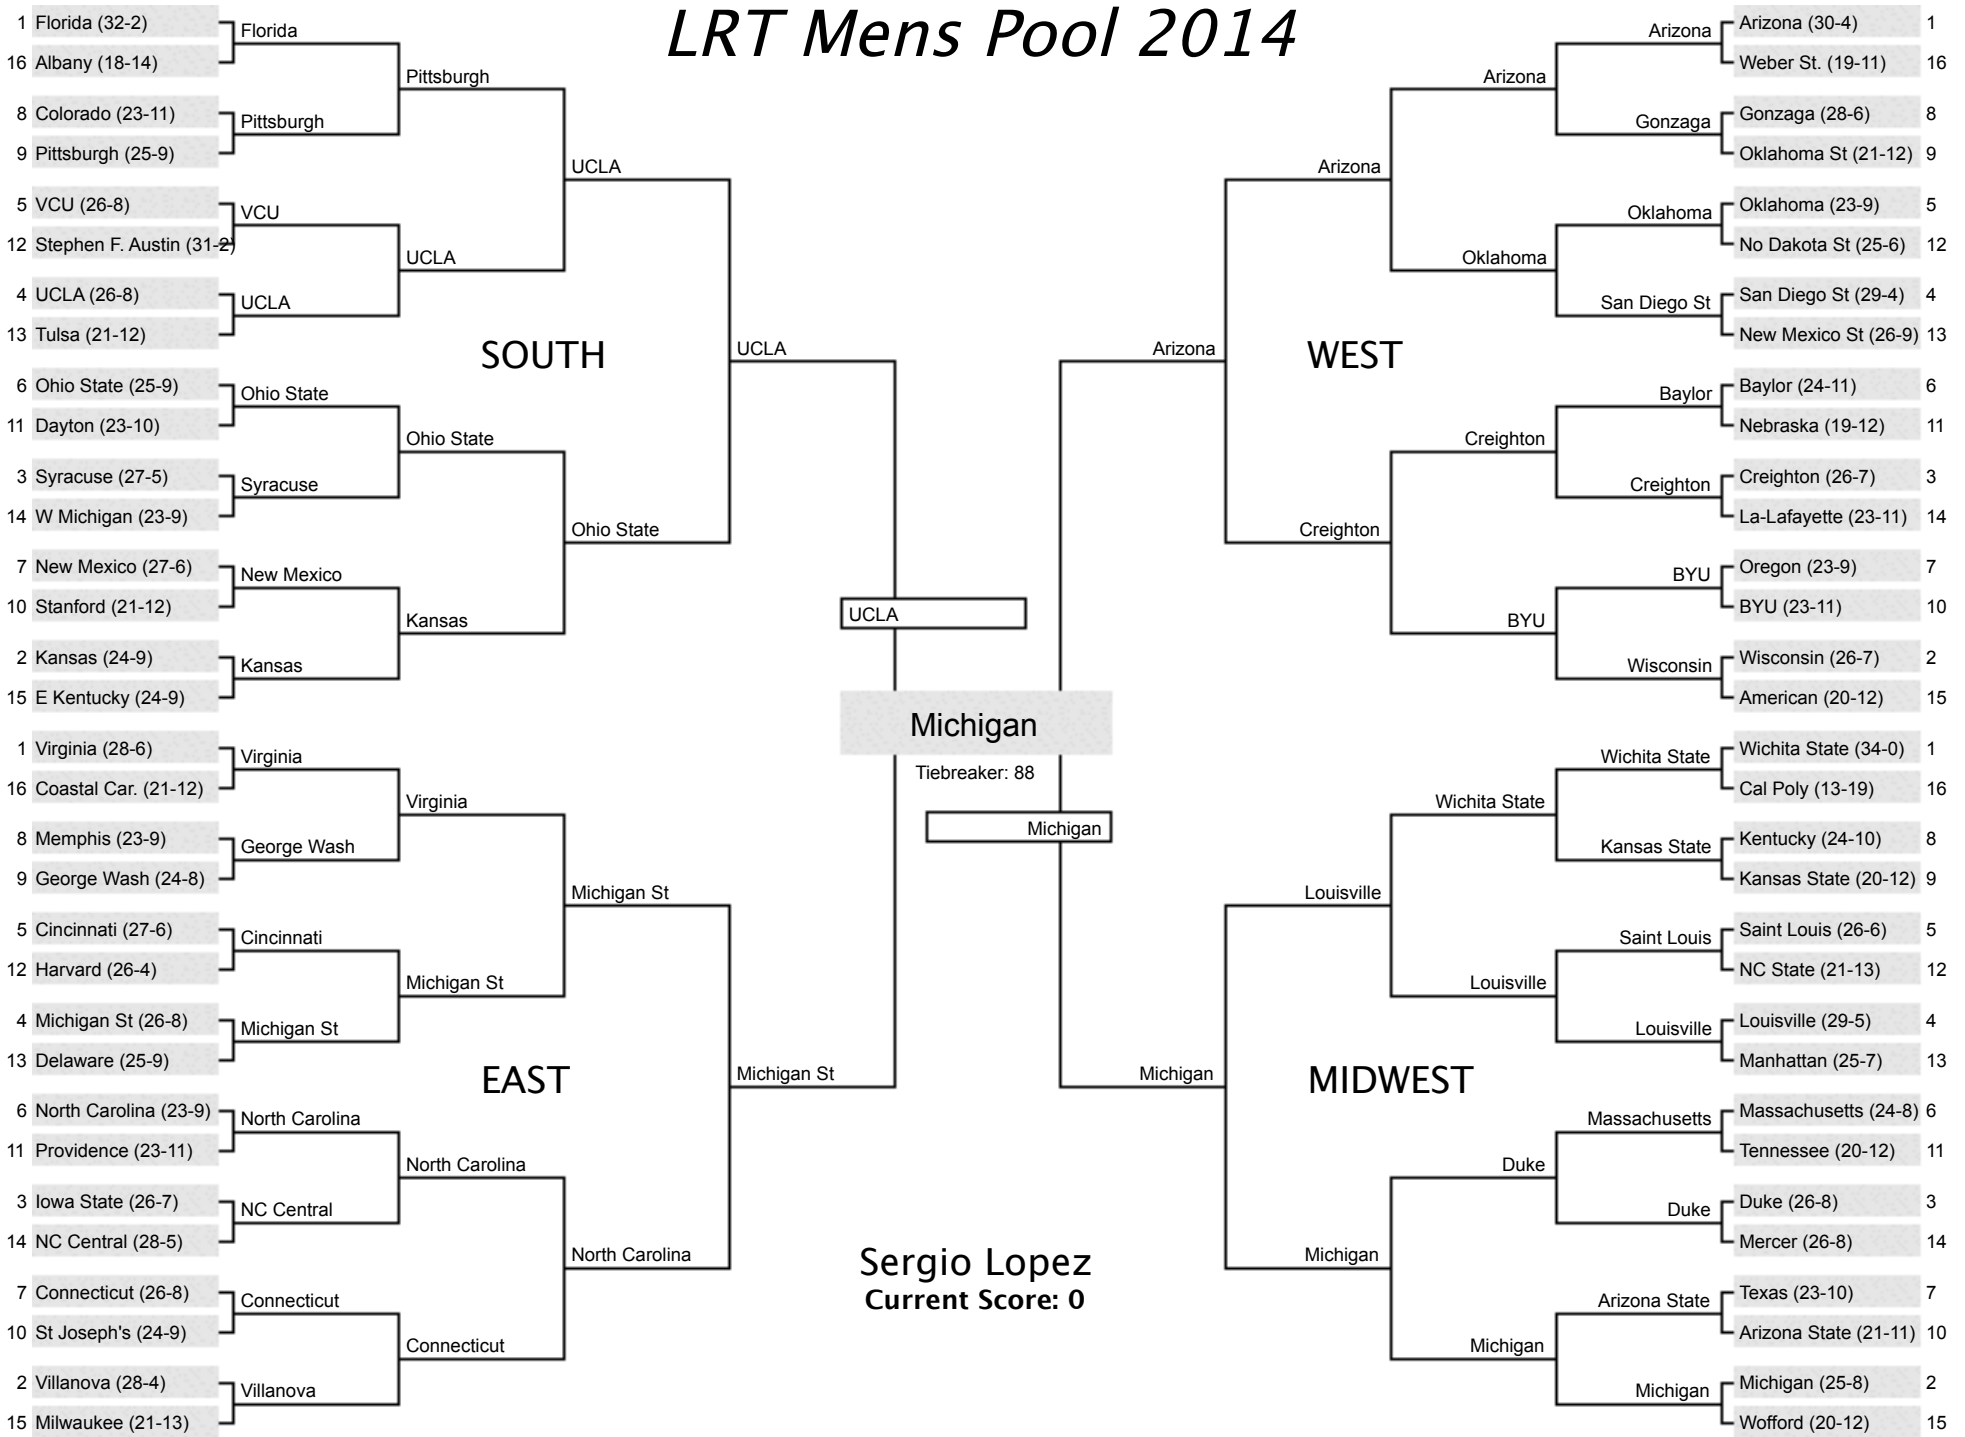 LRT Mens Pool 2014
1 Florida (32-2)
Florida
16 Albany (18-14)
Pittsburgh
8 Colorado (23-11)
Pittsburgh
9 Pittsburgh (25-9)
UCLA
5 VCU (26-8)
VCU
12 Stephen F. Austin (31-2)
UCLA
4 UCLA (26-8)
UCLA
13 Tulsa (21-12)
SOUTH
UCLA
6 Ohio State (25-9)
Ohio State
11 Dayton (23-10)
Ohio State
3 Syracuse (27-5)
Syracuse
14 W Michigan (23-9)
Ohio State
7 New Mexico (27-6)
New Mexico
10 Stanford (21-12)
Kansas
2 Kansas (24-9)
Kansas
15 E Kentucky (24-9)
1 Virginia (28-6)
Virginia
16 Coastal Car. (21-12)
Virginia
8 Memphis (23-9)
George Wash
9 George Wash (24-8)
Michigan St
5 Cincinnati (27-6)
Cincinnati
12 Harvard (26-4)
Michigan St
4 Michigan St (26-8)
Michigan St
13 Delaware (25-9)
EAST
Michigan St
6 North Carolina (23-9)
North Carolina
11 Providence (23-11)
North Carolina
3 Iowa State (26-7)
NC Central
14 NC Central (28-5)
North Carolina
7 Connecticut (26-8)
Connecticut
10 St Joseph's (24-9)
Connecticut
2 Villanova (28-4)
Villanova
15 Milwaukee (21-13)
UCLA
Michigan
Tiebreaker: 88
Michigan
Sergio Lopez
Current Score: 0
Arizona (30-4) 1
Arizona
Weber St. (19-11) 16
Arizona
Gonzaga (28-6) 8
Gonzaga
Oklahoma St (21-12) 9
Arizona
Oklahoma (23-9) 5
Oklahoma
No Dakota St (25-6) 12
Oklahoma
San Diego St (29-4) 4
San Diego St
New Mexico St (26-9) 13
WEST
Arizona
Baylor (24-11) 6
Baylor
Nebraska (19-12) 11
Creighton
Creighton (26-7) 3
Creighton
La-Lafayette (23-11) 14
Creighton
Oregon (23-9) 7
BYU
BYU (23-11) 10
BYU
Wisconsin (26-7) 2
Wisconsin
American (20-12) 15
Wichita State (34-0) 1
Wichita State
Cal Poly (13-19) 16
Wichita State
Kentucky (24-10) 8
Kansas State
Kansas State (20-12) 9
Louisville
Saint Louis (26-6) 5
Saint Louis
NC State (21-13) 12
Louisville
Louisville (29-5) 4
Louisville
Manhattan (25-7) 13
MIDWEST
Michigan
Massachusetts (24-8) 6
Massachusetts
Tennessee (20-12) 11
Duke
Duke (26-8) 3
Duke
Mercer (26-8) 14
Michigan
Texas (23-10) 7
Arizona State
Arizona State (21-11) 10
Michigan
Michigan (25-8) 2
Michigan
Wofford (20-12) 15